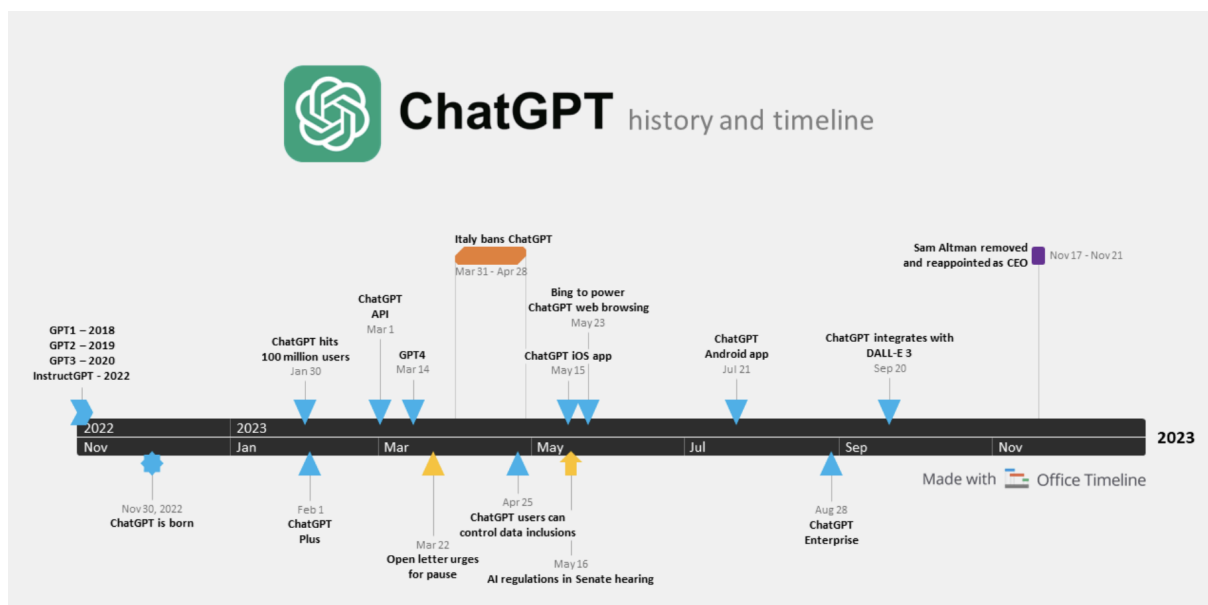 ChatGPT history and timeline
Italy bans ChatGPT
Mar 31 - Apr 28
Sam Altman removed
and reappointed as CEO
Nov 17 - Nov 21
Bing to power
ChatGPT web browsing
May 23
ChatGPT
API
Mar 1
GPT1 – 2018
GPT2 – 2019
GPT3 – 2020
InstructGPT - 2022
ChatGPT hits
100 million users
Jan 30
GPT4
Mar 14
ChatGPT iOS app
May 15
ChatGPT
Android app
Jul 21
ChatGPT integrates with
DALL-E 3
Sep 20
2022 2023
Nov Jan Mar May Jul Sep Nov
2023
Made with Office Timeline
Nov 30, 2022
ChatGPT is born
Feb 1
ChatGPT
Plus
Mar 22
Open letter urges
for pause
Apr 25
ChatGPT users can
control data inclusions
May 16
AI regulations in Senate hearing
Aug 28
ChatGPT
Enterprise